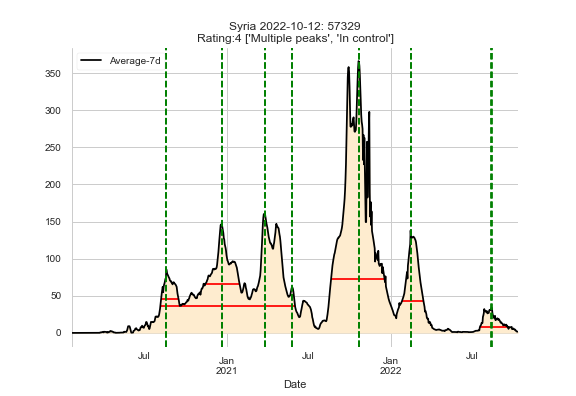 Syria 2022-10-12: 57329
Rating:4 ['Multiple peaks', 'In control']
Average-7d
350
300
250
200
150
100
50
0
Jul
Jan
2021
Jul
Jan
2022
Jul
Date